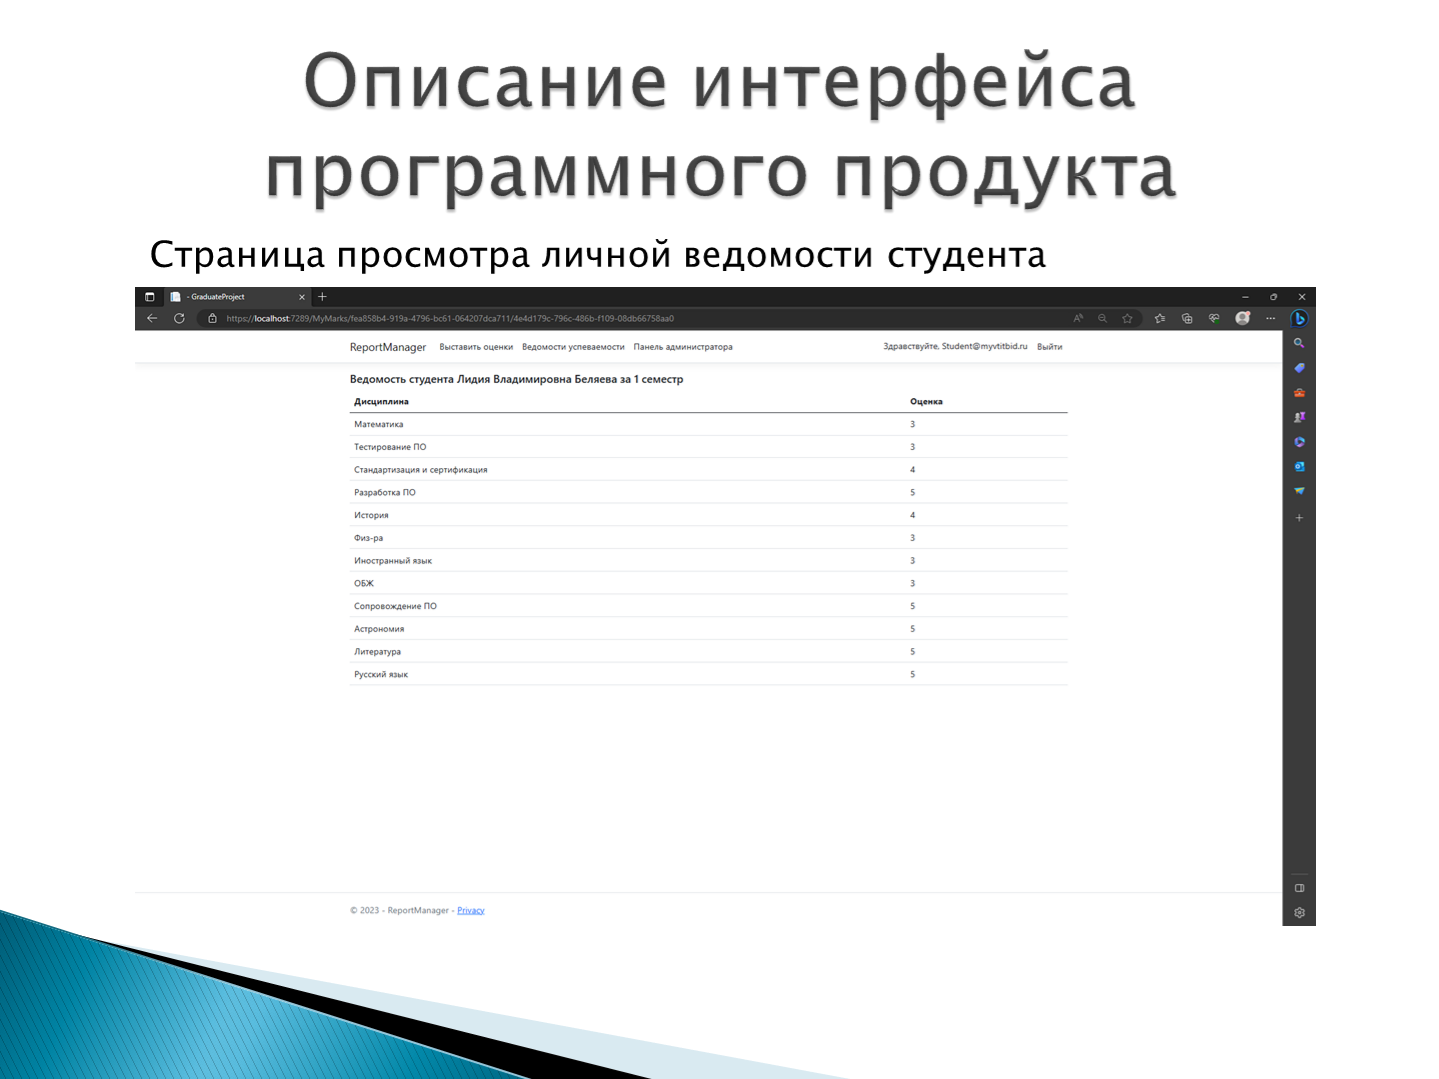 Описание интерфейса
программного продукта
Страница просмотра личной ведомости студента
- GraduateProject
https://localhost:7289/MyMarks/fea858b4-919a-4796-bc61-064207dca711/4e4d179c-796c-486b-f109-08db66758aa0
ReportManager Выставить оценки Ведомости успеваемости Панель администратора Здравствуйте, Student@myvtitbid.ru Выйти
Ведомость студента Лидия Владимировна Беляева за 1 семестр
Дисциплина Оценка
Математика 3
Тестирование ПО 3
Стандартизация и сертификация 4
Разработка ПО 5
История 4
Физ-ра 3
Иностранный язык 3
ОБЖ 3
Сопровождение ПО 5
Астрономия 5
Литература 5
Русский язык 5
© 2023 - ReportManager - Privacy